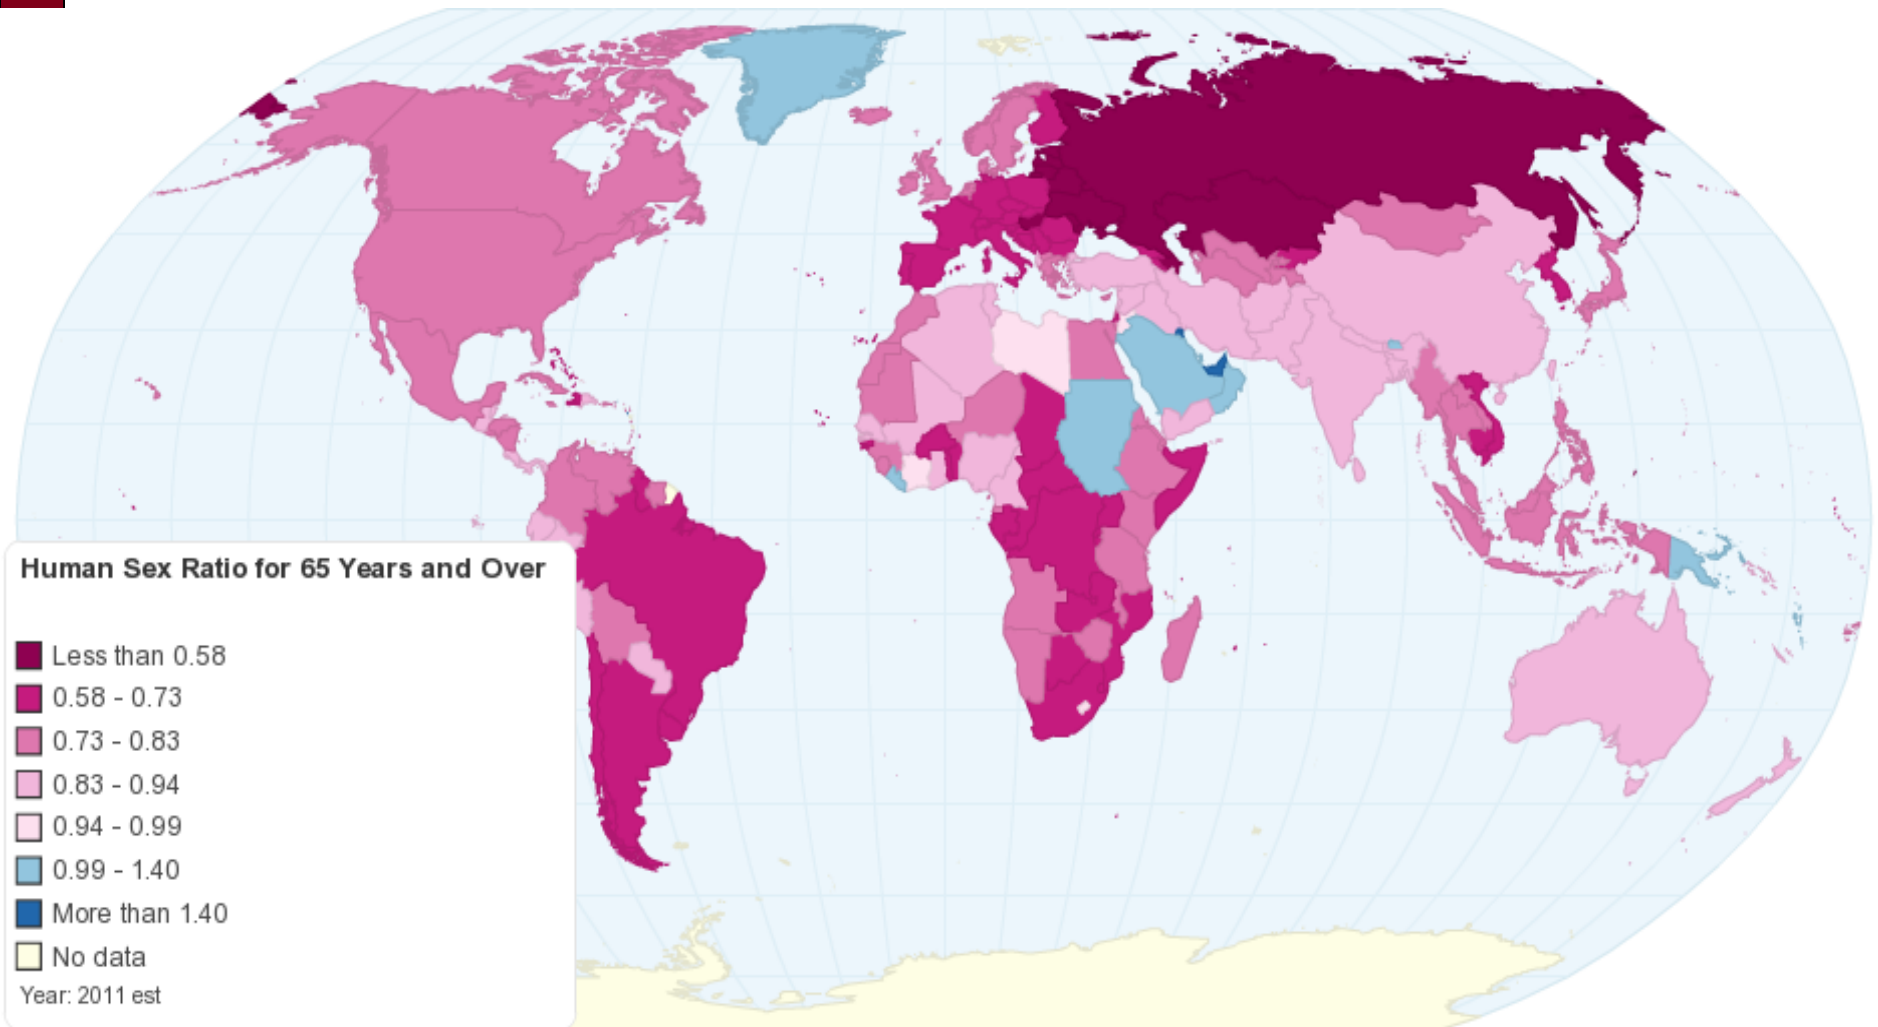 Human Sex Ratio for 65 Years and Over
Less than 0.58
0.58 - 0.73
0.73 - 0.83
0.83 - 0.94
0.94 - 0.99
0.99 - 1.40
More than 1.40
No data
Year: 2011 est